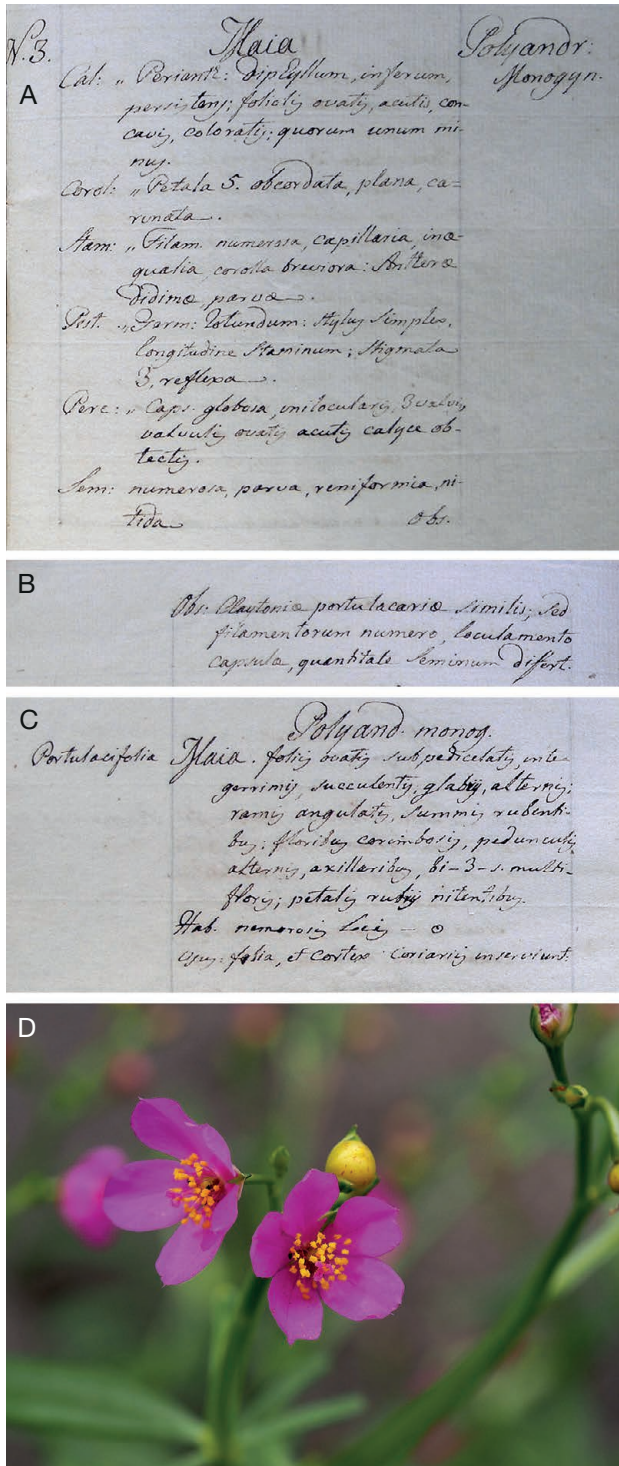 N. 3. Maia Polyandr:
Monogyn.
A
Cal: „ Perianth: diphyllum, inferum,
persistens; foliolis ovatis, acutis, con-
cavis, coloratis; quorum unum mi-
nus.
Corol: „ Petala 5. obcordata, plana, ca-
rinata.
Stam: „ Filam. numerosa, capillaria, inæ-
qualia, corolla breviora: Antheræ
didimæ, parvæ.
Pist. „ Germ: rotundum: stylus simplex,
longitudine staminum; stigmata
3, reflexa.
Peric: „ Caps. globosa, unilocularis, 3valvis,
valvulis ovatis acutis calyce ob-
tectis.
Sem: numerosa, parva, reniformia, ni-
tida obs.
B
Obs: Claytoniæ portulacariæ similis; sed
filamentorum numero, loculamento
capsula, quantitate seminum difert.
C
Polyand. monog.
Portulacifolia Maia. foliis ovatis subpedicelatis, inte-
gerrimis, succulentis, glabris, alternis;
ramis angulatis, summis rubenti-
bus: floribus corimbosis, pedunculis
alternis, axillaribus, bi-3-s. multi-
floris; petalis rubris nitentibus.
Hab. nemorosis locis — ⊙
Usus: folia, et cortex coriariis inserviunt.
D